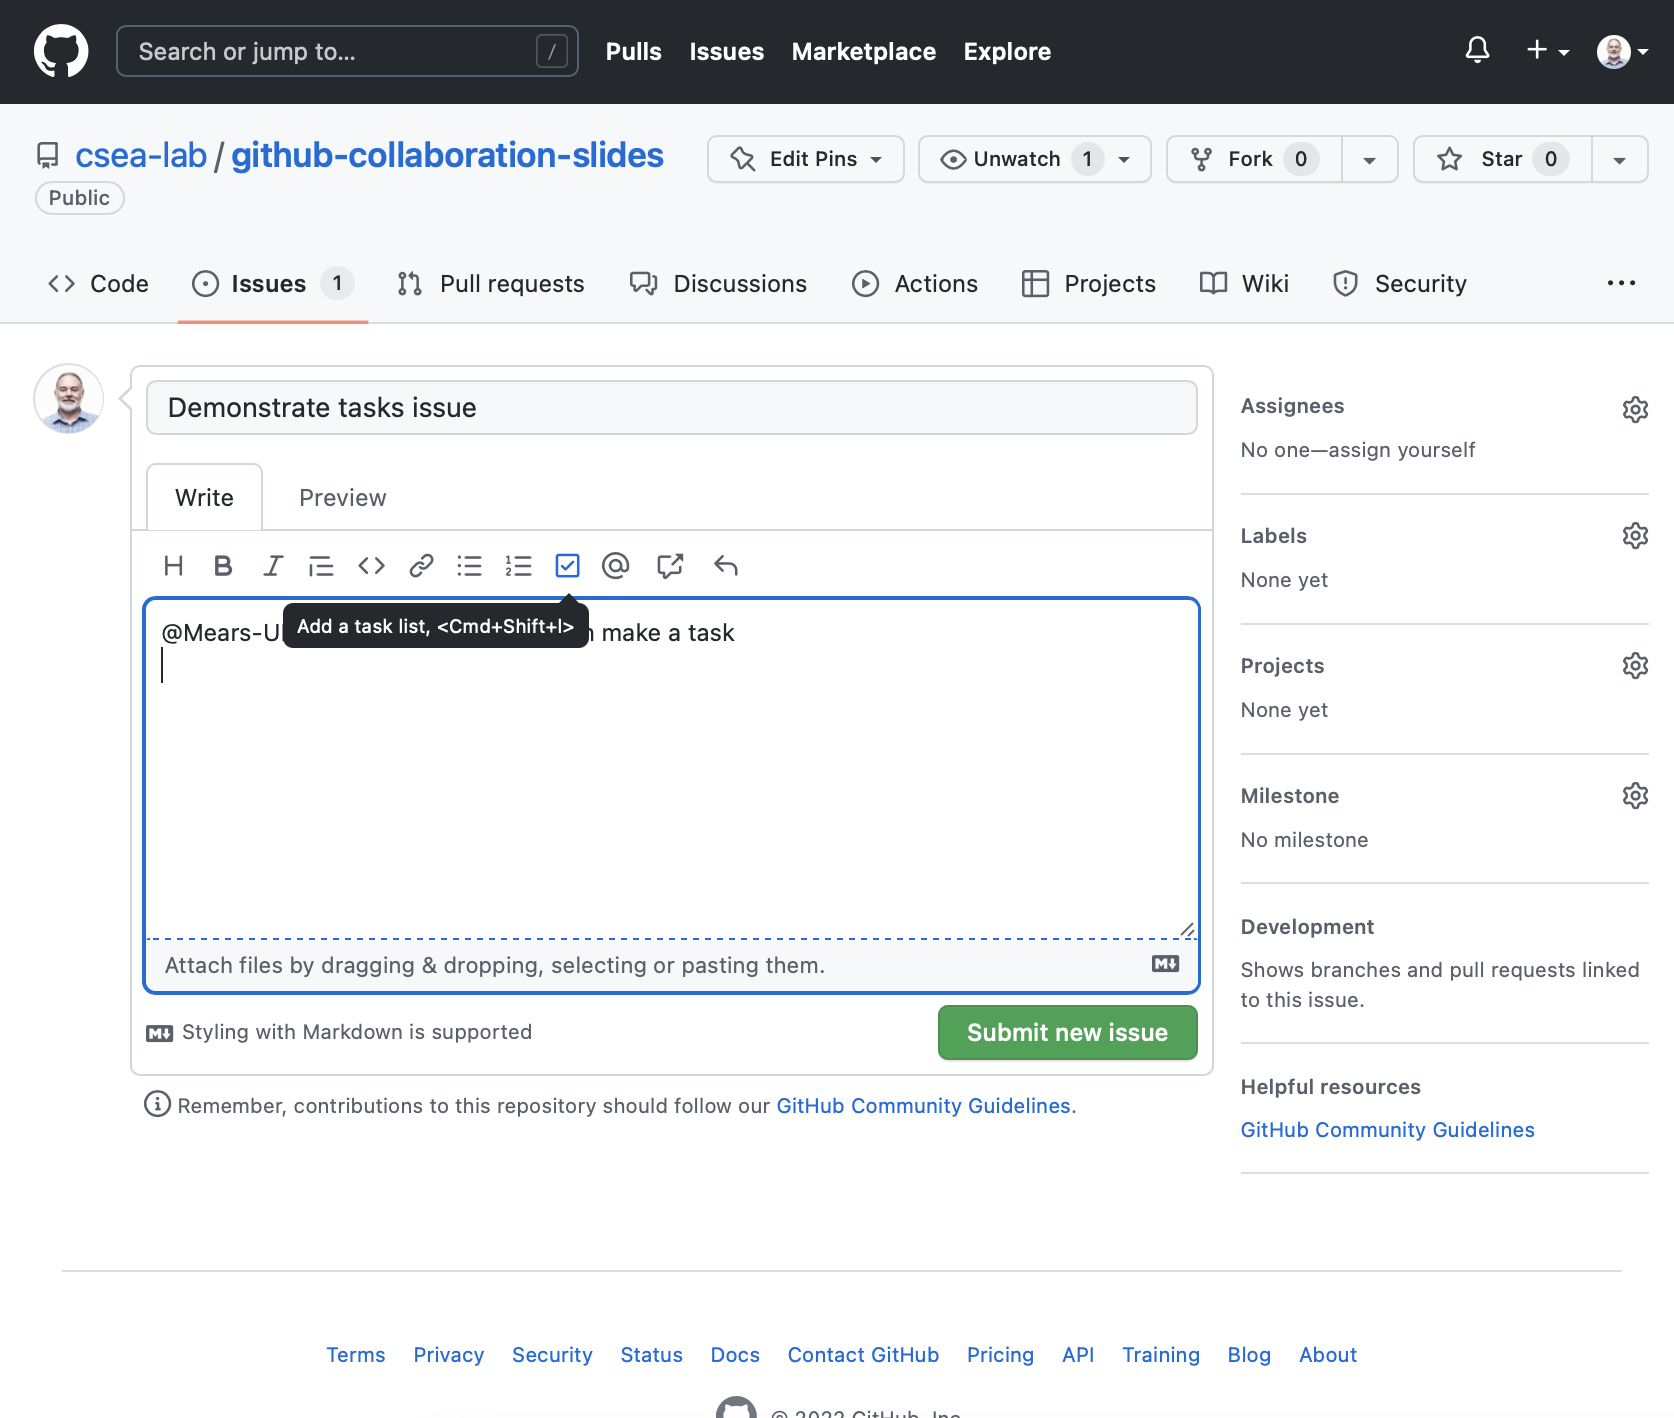 Search or jump to... /
Pulls Issues Marketplace Explore
csea-lab / github-collaboration-slides
Public
Edit Pins
Unwatch 1
Fork 0
Star 0
Code
Issues 1
Pull requests
Discussions
Actions
Projects
Wiki
Security
Demonstrate tasks issue
Write
Preview
H B I
Add a task list, <Cmd+Shift+l>
make a task
Attach files by dragging & dropping, selecting or pasting them.
Styling with Markdown is supported
Submit new issue
Remember, contributions to this repository should follow our GitHub Community Guidelines.
Assignees
No one—assign yourself
Labels
None yet
Projects
None yet
Milestone
No milestone
Development
Shows branches and pull requests linked
to this issue.
Helpful resources
GitHub Community Guidelines
Terms Privacy Security Status Docs Contact GitHub Pricing API Training Blog About
© 2022 GitHub, Inc.